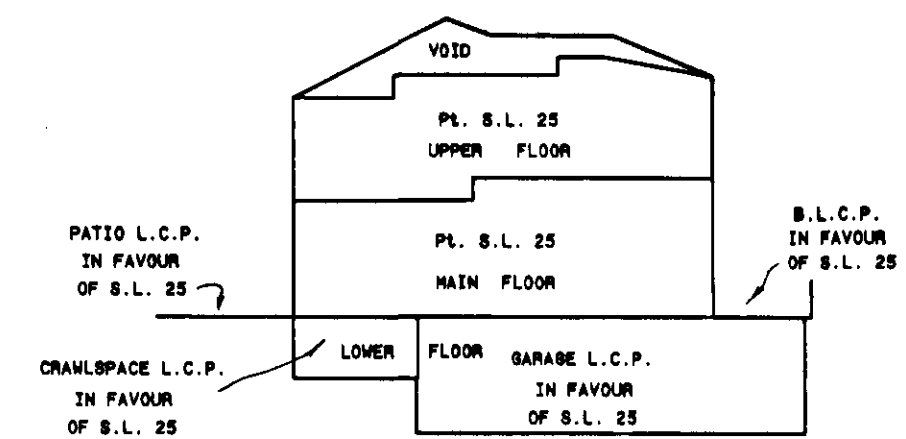 VOID
Pt. S.L. 25
UPPER FLOOR
PATIO L.C.P.
IN FAVOUR
OF S.L. 25
Pt. S.L. 25
MAIN FLOOR
B.L.C.P.
IN FAVOUR
OF S.L. 25
CRAWLSPACE L.C.P.
IN FAVOUR
OF S.L. 25
LOWER FLOOR
GARAGE L.C.P.
IN FAVOUR
OF S.L. 25